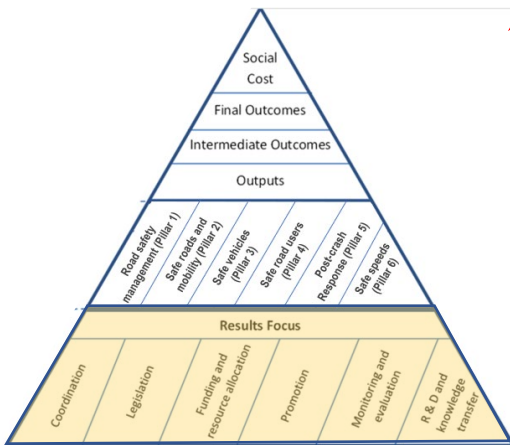 Social
Cost
Final Outcomes
Intermediate Outcomes
Outputs
Road safety
management (Pillar 1)
Safe roads and
mobility (Pillar 2)
Safe vehicles
(Pillar 3)
Safe road users
(Pillar 4)
Post-crash
Response (Pillar 5)
Safe speeds
(Pillar 6)
Results Focus
Coordination
Legislation
Funding and
resource allocation
Promotion
Monitoring and
evaluation
R & D and
knowledge
transfer